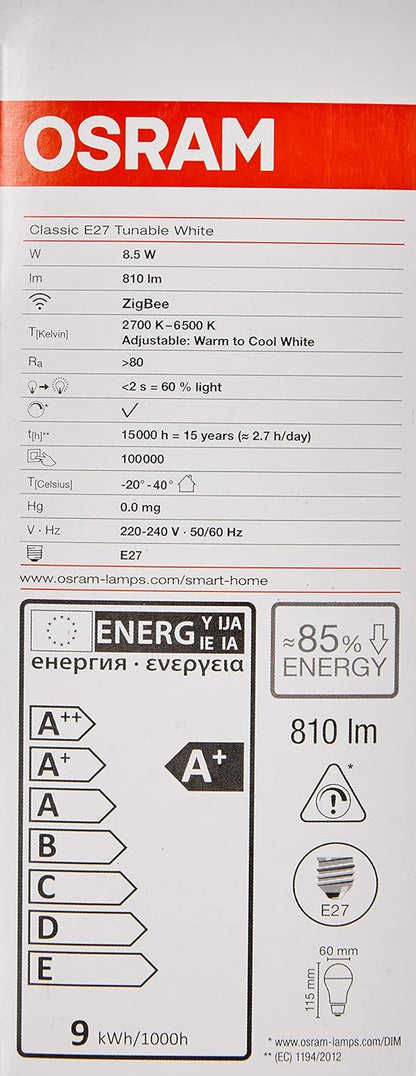 OSRAM
Classic E27 Tunable White
W 8.5 W
lm 810 lm
ZigBee
T[Kelvin] 2700 K–6500 K
Adjustable: Warm to Cool White
Ra >80
<2 s = 60 % light
* ✓
t[h]** 15000 h = 15 years (≈ 2.7 h/day)
100000
T[Celsius] -20° - 40°
Hg 0.0 mg
V · Hz 220-240 V · 50/60 Hz
E27
www.osram-lamps.com/smart-home
ENERG Y IJA
IE IA
енергия · ενεργεια
A++
A+
A
B
C
D
E
A+
9 kWh/1000h
≈85%
ENERGY
810 lm
*
E27
60 mm
115 mm
* www.osram-lamps.com/DIM
** (EC) 1194/2012